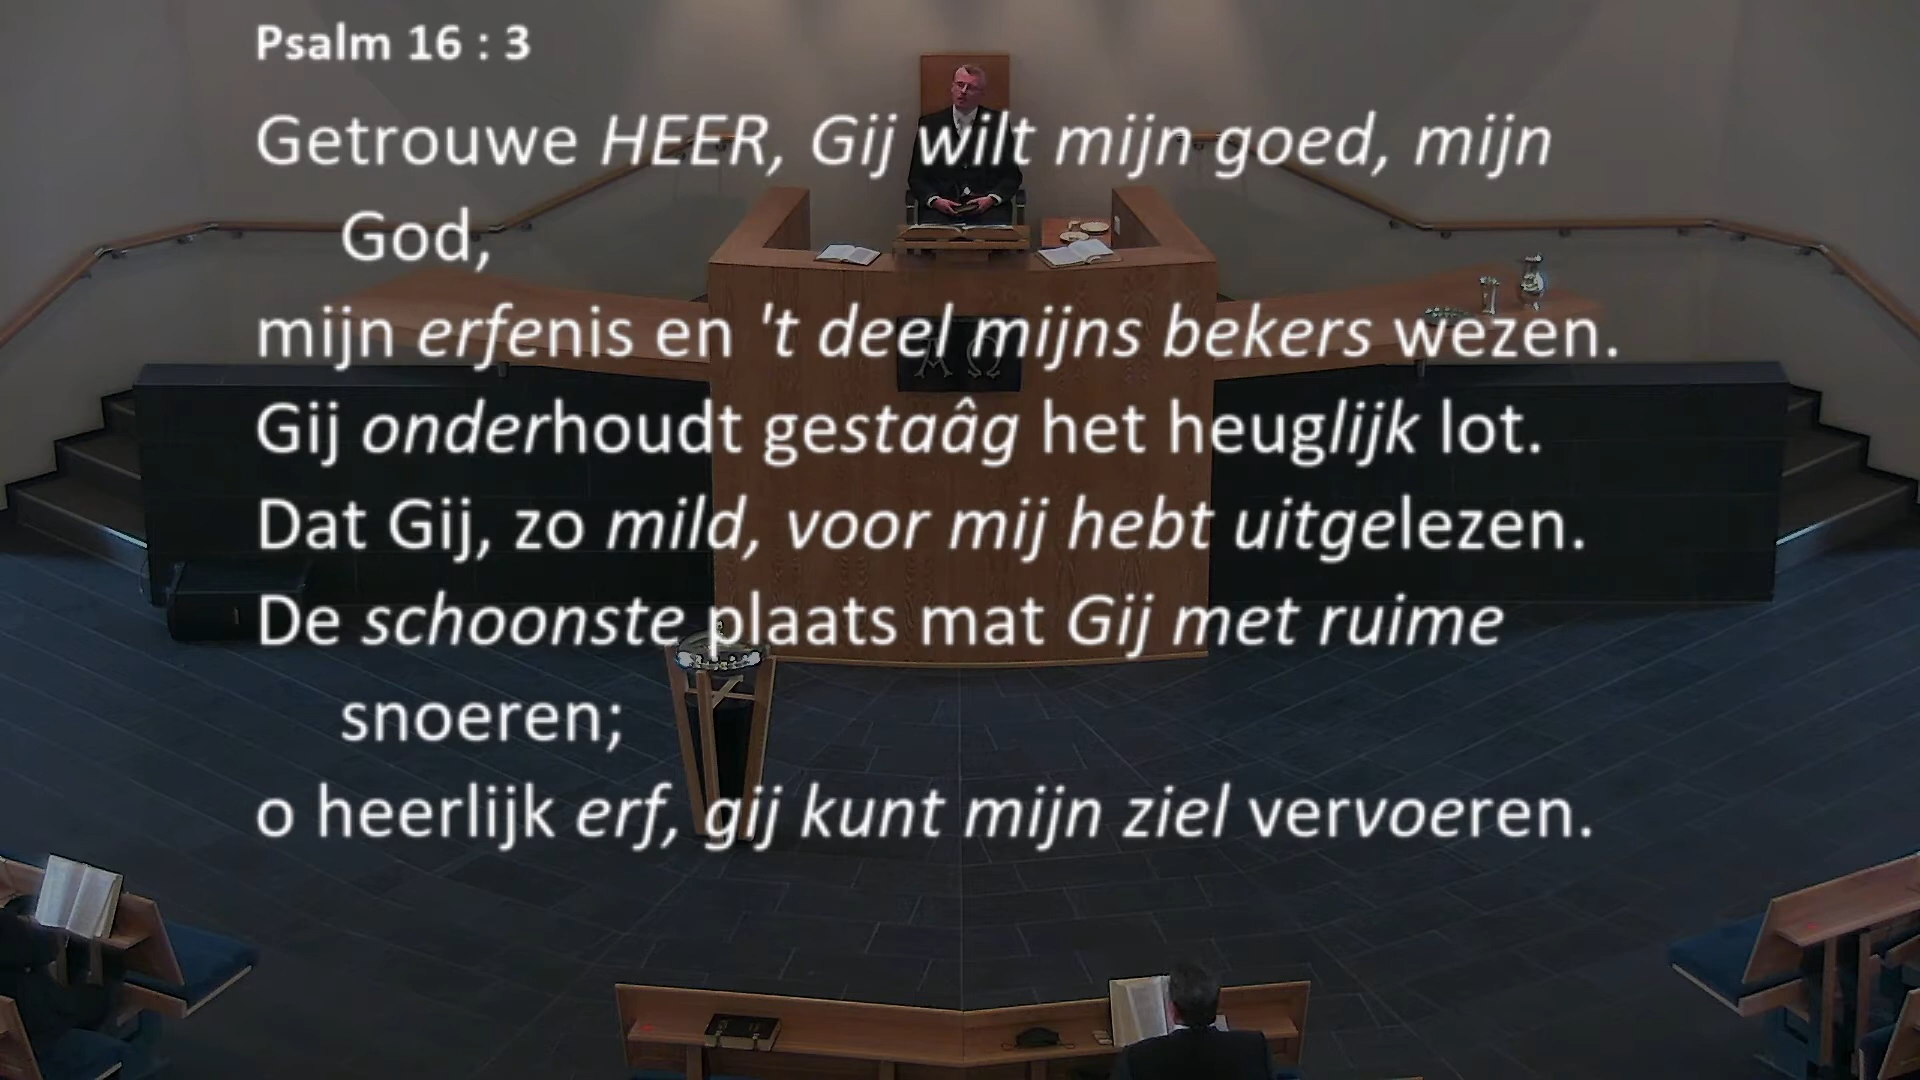 Psalm 16 : 3
Getrouwe HEER, Gij wilt mijn goed, mijn
God,
mijn erfenis en 't deel mijns bekers wezen.
Gij onderhoudt gestaâg het heuglijk lot.
Dat Gij, zo mild, voor mij hebt uitgelezen.
De schoonste plaats mat Gij met ruime
snoeren;
o heerlijk erf, gij kunt mijn ziel vervoeren.
Α Ω